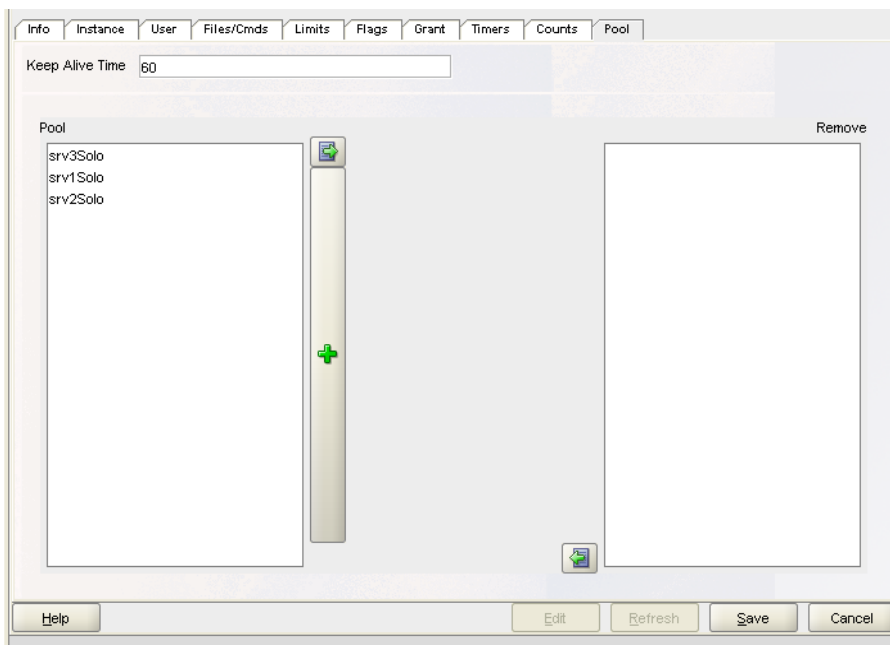 Info Instance User Files/Cmds Limits Flags Grant Timers Counts Pool
Keep Alive Time 60
Pool Remove
srv3Solo
srv1Solo
srv2Solo
Help Edit Refresh Save Cancel